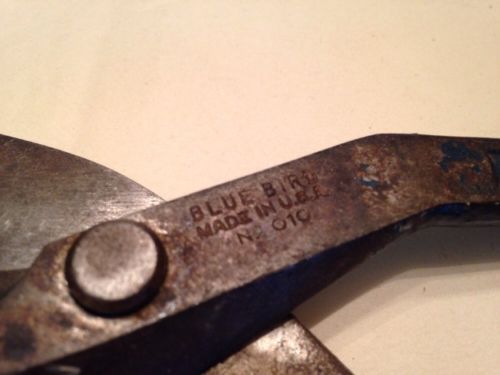 BLUE BIRD
MADE IN U.S.A.
No 010